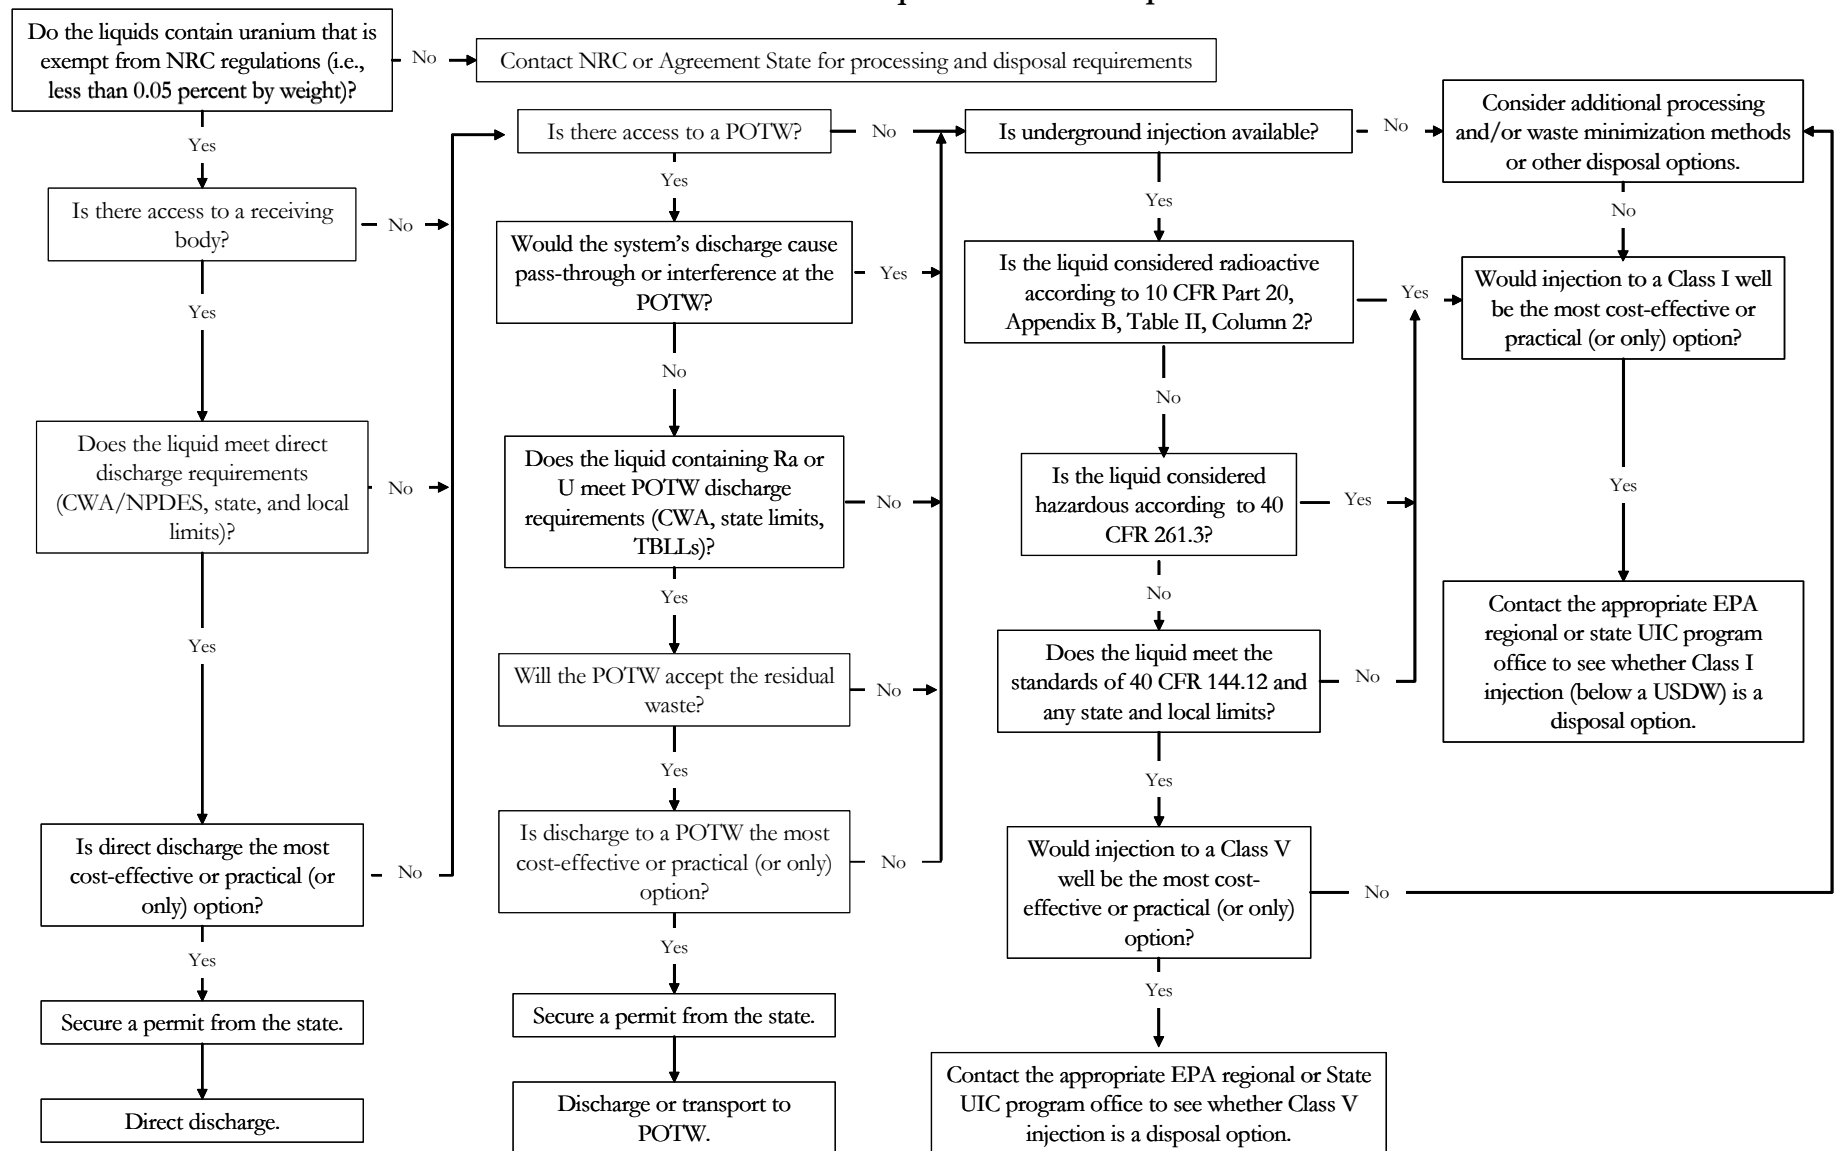 Do the liquids contain uranium that is
exempt from NRC regulations (i.e.,
less than 0.05 percent by weight)?
No
Contact NRC or Agreement State for processing and disposal requirements
Yes
Is there access to a receiving
body?
No
Yes
Does the liquid meet direct
discharge requirements
(CWA/NPDES, state, and local
limits)?
No
Yes
Is direct discharge the most
cost-effective or practical (or
only) option?
No
Yes
Secure a permit from the state.
Direct discharge.
Is there access to a POTW?
No
Yes
Would the system's discharge cause
pass-through or interference at the
POTW?
Yes
No
Does the liquid containing Ra or
U meet POTW discharge
requirements (CWA, state limits,
TBLLs)?
No
Yes
Will the POTW accept the residual
waste?
No
Yes
Is discharge to a POTW the most
cost-effective or practical (or only)
option?
No
Yes
Secure a permit from the state.
Discharge or transport to
POTW.
Is underground injection available?
No
Yes
Is the liquid considered radioactive
according to 10 CFR Part 20,
Appendix B, Table II, Column 2?
Yes
No
Is the liquid considered
hazardous according to 40
CFR 261.3?
Yes
No
Does the liquid meet the
standards of 40 CFR 144.12 and
any state and local limits?
No
Yes
Would injection to a Class V
well be the most cost-
effective or practical (or only)
option?
No
Yes
Contact the appropriate EPA regional or State
UIC program office to see whether Class V
injection is a disposal option.
Consider additional processing
and/or waste minimization methods
or other disposal options.
No
Would injection to a Class I well
be the most cost-effective or
practical (or only) option?
Yes
Contact the appropriate EPA
regional or state UIC program
office to see whether Class I
injection (below a USDW) is a
disposal option.